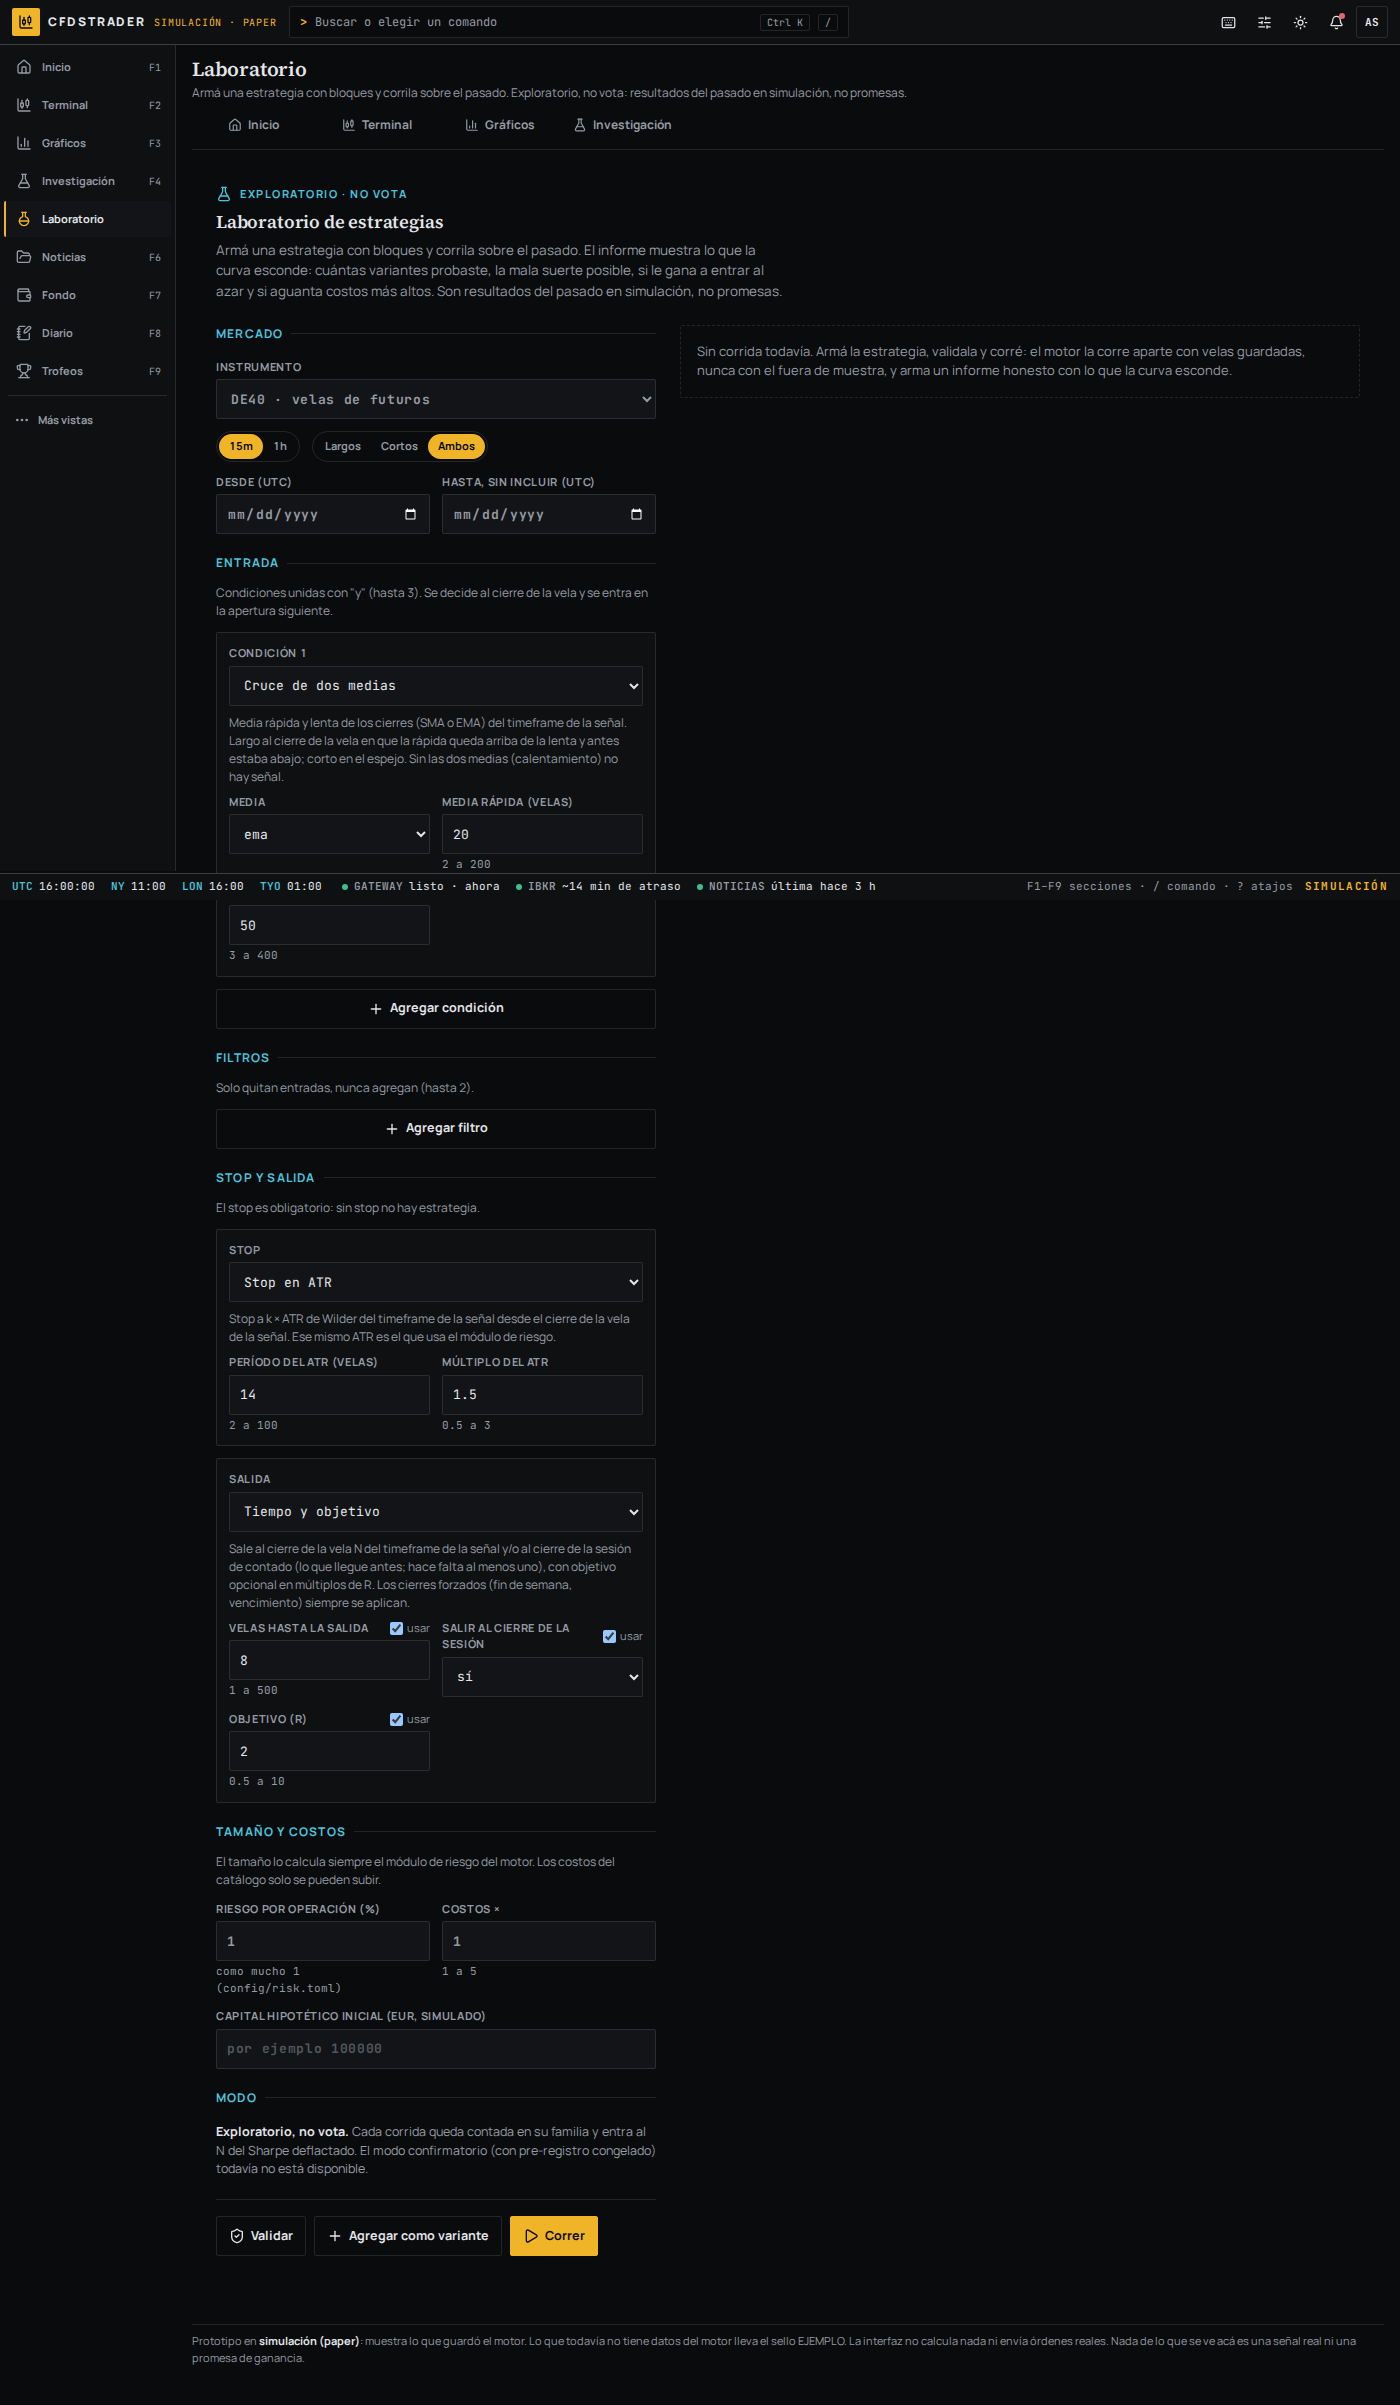 CFDSTRADER SIMULACIÓN · PAPER
> Buscar o elegir un comando Ctrl K /
AS
Inicio F1
Terminal F2
Gráficos F3
Investigación F4
Laboratorio
Noticias F6
Fondo F7
Diario F8
Trofeos F9
Más vistas
Laboratorio
Armá una estrategia con bloques y corrila sobre el pasado. Exploratorio, no vota: resultados del pasado en simulación, no promesas.
Inicio Terminal Gráficos Investigación
EXPLORATORIO · NO VOTA
Laboratorio de estrategias
Armá una estrategia con bloques y corrila sobre el pasado. El informe muestra lo que la
curva esconde: cuántas variantes probaste, la mala suerte posible, si le gana a entrar al
azar y si aguanta costos más altos. Son resultados del pasado en simulación, no promesas.
MERCADO
INSTRUMENTO
DE40 · velas de futuros
15m 1h Largos Cortos Ambos
DESDE (UTC) HASTA, SIN INCLUIR (UTC)
mm/dd/yyyy mm/dd/yyyy
Sin corrida todavía. Armá la estrategia, validala y corré: el motor la corre aparte con velas guardadas,
nunca con el fuera de muestra, y arma un informe honesto con lo que la curva esconde.
ENTRADA
Condiciones unidas con "y" (hasta 3). Se decide al cierre de la vela y se entra en
la apertura siguiente.
CONDICIÓN 1
Cruce de dos medias
Media rápida y lenta de los cierres (SMA o EMA) del timeframe de la señal.
Largo al cierre de la vela en que la rápida queda arriba de la lenta y antes
estaba abajo; corto en el espejo. Sin las dos medias (calentamiento) no
hay señal.
MEDIA MEDIA RÁPIDA (VELAS)
ema 20
2 a 200
UTC 16:00:00 NY 11:00 LON 16:00 TYO 01:00 GATEWAY listo · ahora IBKR ~14 min de atraso NOTICIAS última hace 3 h F1-F9 secciones · / comando · ? atajos SIMULACIÓN
50
3 a 400
Agregar condición
FILTROS
Solo quitan entradas, nunca agregan (hasta 2).
Agregar filtro
STOP Y SALIDA
El stop es obligatorio: sin stop no hay estrategia.
STOP
Stop en ATR
Stop a k × ATR de Wilder del timeframe de la señal desde el cierre de la vela
de la señal. Ese mismo ATR es el que usa el módulo de riesgo.
PERÍODO DEL ATR (VELAS) MÚLTIPLO DEL ATR
14 1.5
2 a 100 0.5 a 3
SALIDA
Tiempo y objetivo
Sale al cierre de la vela N del timeframe de la señal y/o al cierre de la sesión
de contado (lo que llegue antes; hace falta al menos uno), con objetivo
opcional en múltiplos de R. Los cierres forzados (fin de semana,
vencimiento) siempre se aplican.
VELAS HASTA LA SALIDA usar SALIR AL CIERRE DE LA SESIÓN usar
8 sí
1 a 500
OBJETIVO (R) usar
2
0.5 a 10
TAMAÑO Y COSTOS
El tamaño lo calcula siempre el módulo de riesgo del motor. Los costos del
catálogo solo se pueden subir.
RIESGO POR OPERACIÓN (%) COSTOS ×
1 1
como mucho 1 1 a 5
(config/risk.toml)
CAPITAL HIPOTÉTICO INICIAL (EUR, SIMULADO)
por ejemplo 100000
MODO
Exploratorio, no vota. Cada corrida queda contada en su familia y entra al
N del Sharpe deflactado. El modo confirmatorio (con pre-registro congelado)
todavía no está disponible.
Validar Agregar como variante Correr
Prototipo en simulación (paper): muestra lo que guardó el motor. Lo que todavía no tiene datos del motor lleva el sello EJEMPLO. La interfaz no calcula nada ni envía órdenes reales. Nada de lo que se ve acá es una señal real ni una
promesa de ganancia.